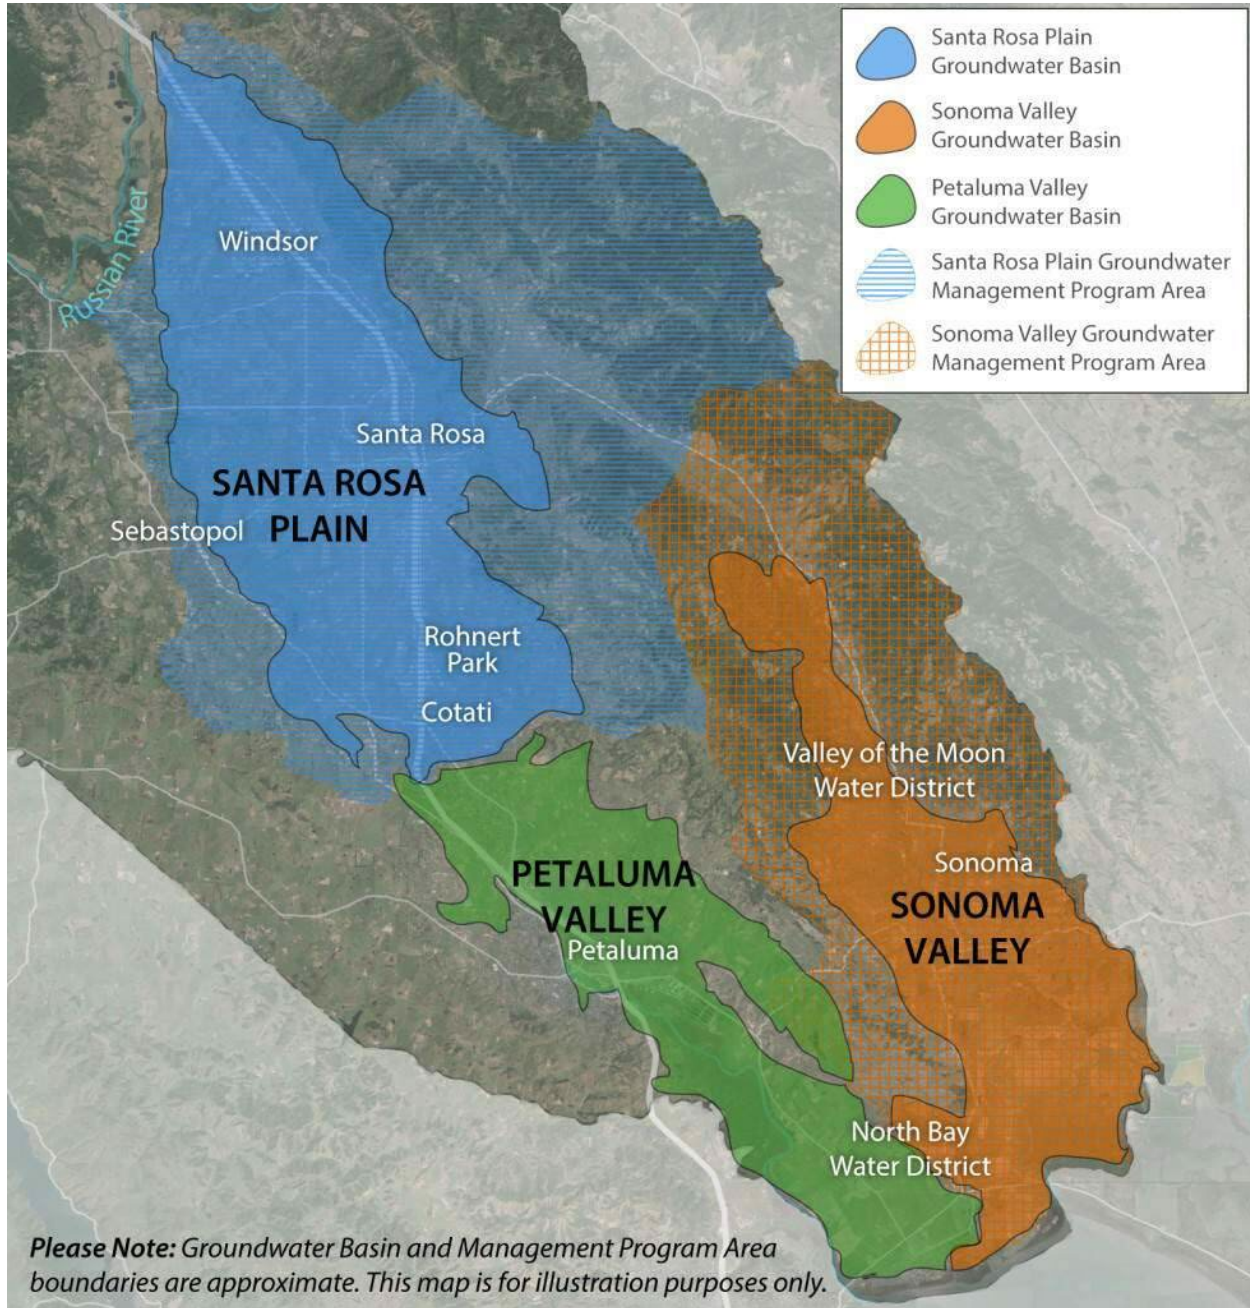 Santa Rosa Plain
Groundwater Basin
Sonoma Valley
Groundwater Basin
Petaluma Valley
Groundwater Basin
Santa Rosa Plain Groundwater
Management Program Area
Sonoma Valley Groundwater
Management Program Area
Russian River
Windsor
Santa Rosa
SANTA ROSA
PLAIN
Sebastopol
Rohnert
Park
Cotati
Valley of the Moon
Water District
PETALUMA
VALLEY
Petaluma
Sonoma
SONOMA
VALLEY
North Bay
Water District
Please Note: Groundwater Basin and Management Program Area
boundaries are approximate. This map is for illustration purposes only.